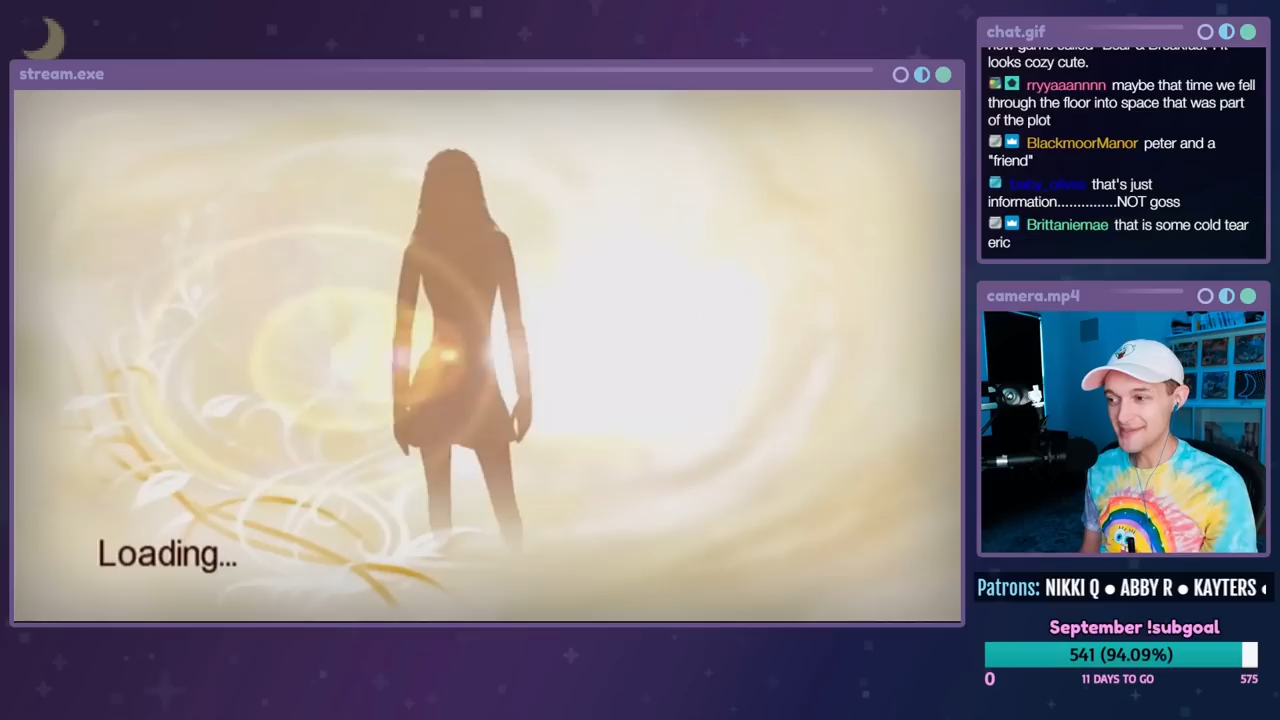 stream.exe
Loading...
chat.gif
looks cozy cute.
rryyaaannnn maybe that time we fell
through the floor into space that was part
of the plot
BlackmoorManor peter and a
"friend"
that's just
information...............NOT goss
Brittaniemae that is some cold tear
eric
camera.mp4
Patrons: NIKKI Q ● ABBY R ● KAYTERS
September !subgoal
541 (94.09%)
0 11 DAYS TO GO 575